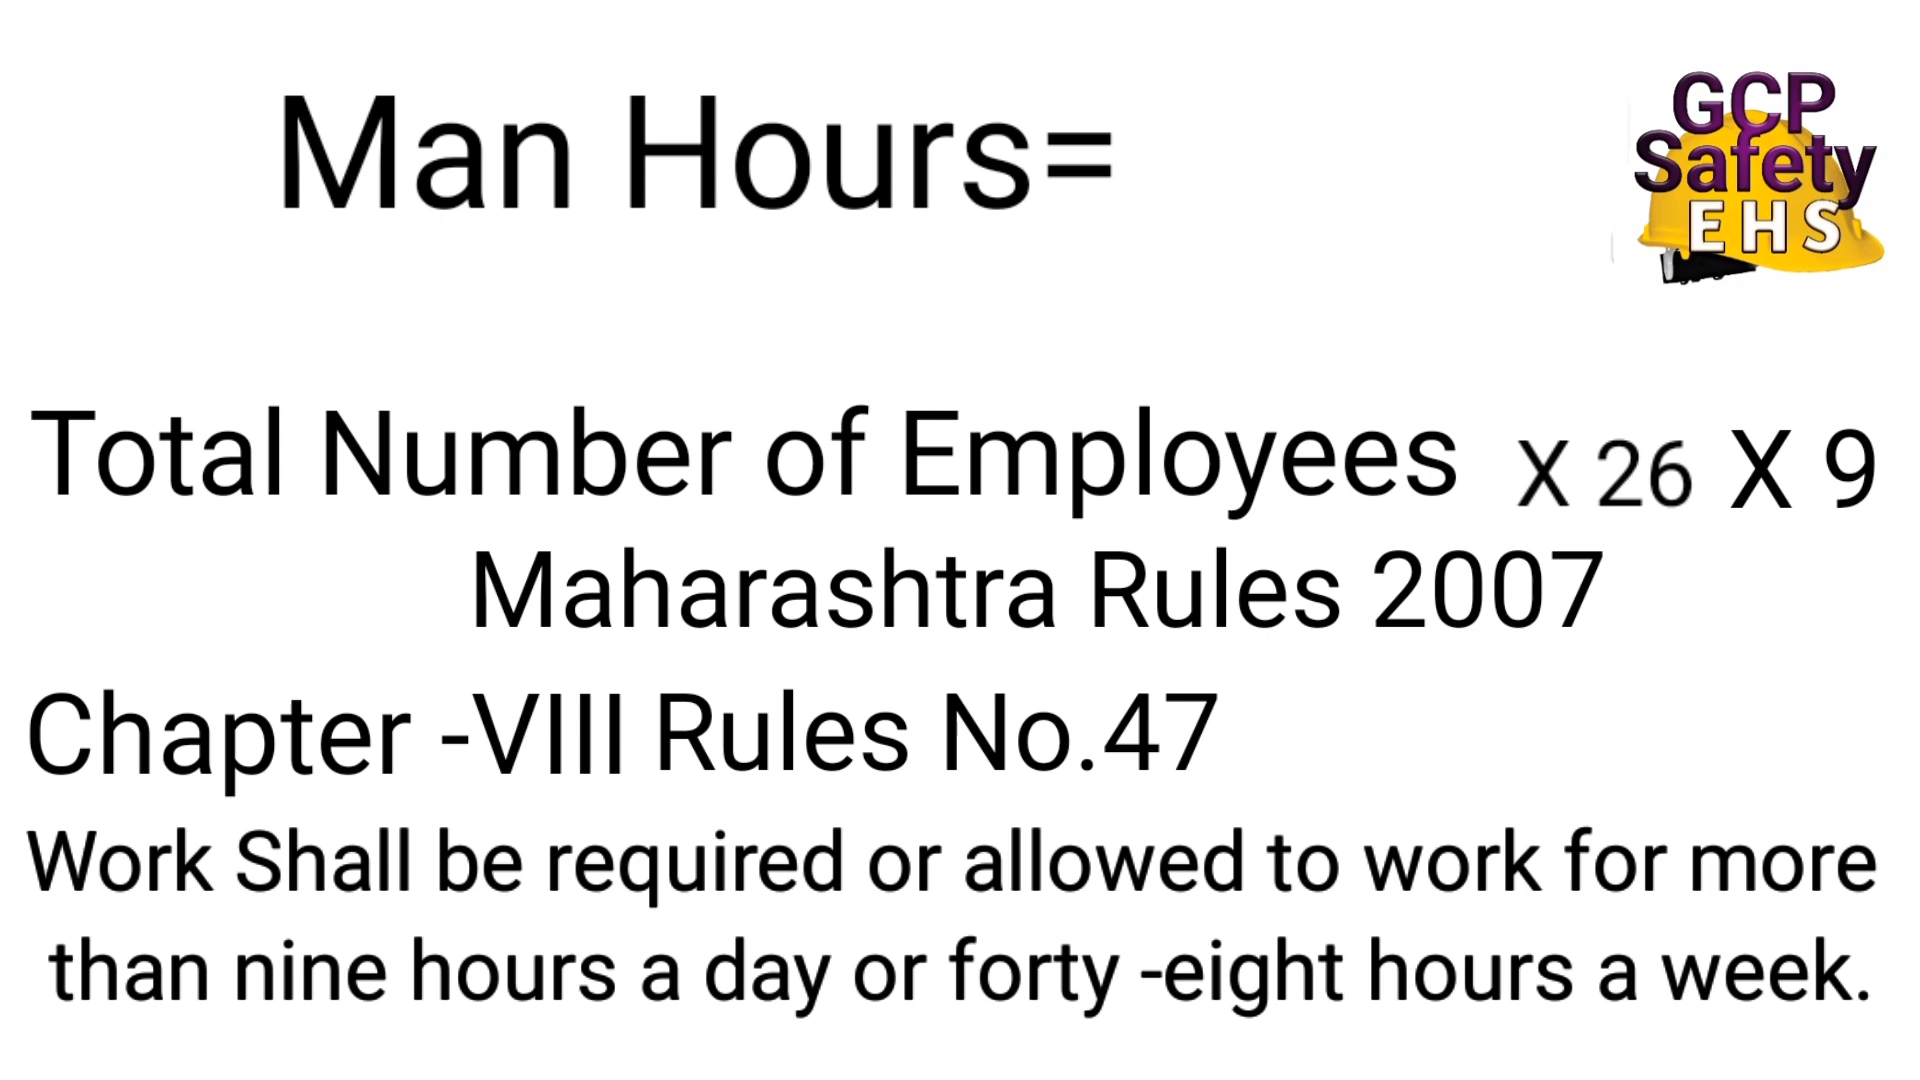 Man Hours=
GCP
Safety
EHS
Total Number of Employees X 26 X 9
Maharashtra Rules 2007
Chapter -VIII Rules No.47
Work Shall be required or allowed to work for more
than nine hours a day or forty -eight hours a week.